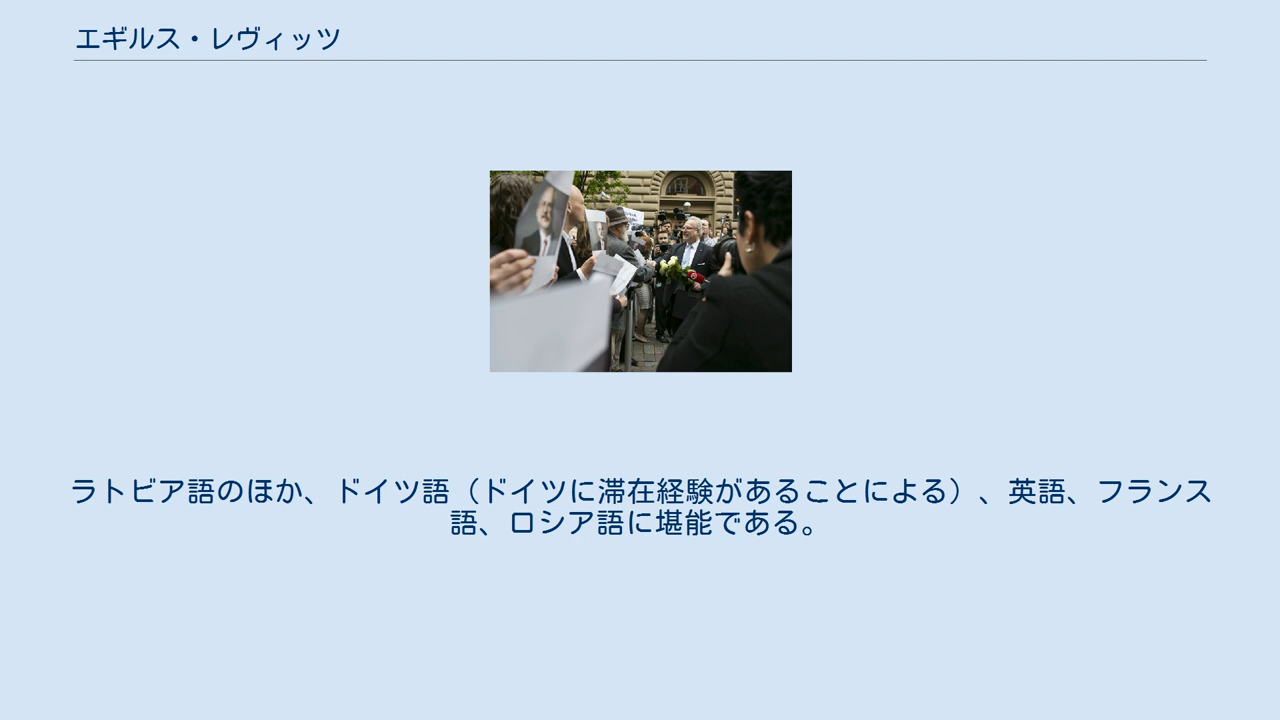 エギルス・レヴィッツ
ラトビア語のほか、ドイツ語（ドイツに滞在経験があることによる）、英語、フランス
語、ロシア語に堪能である。